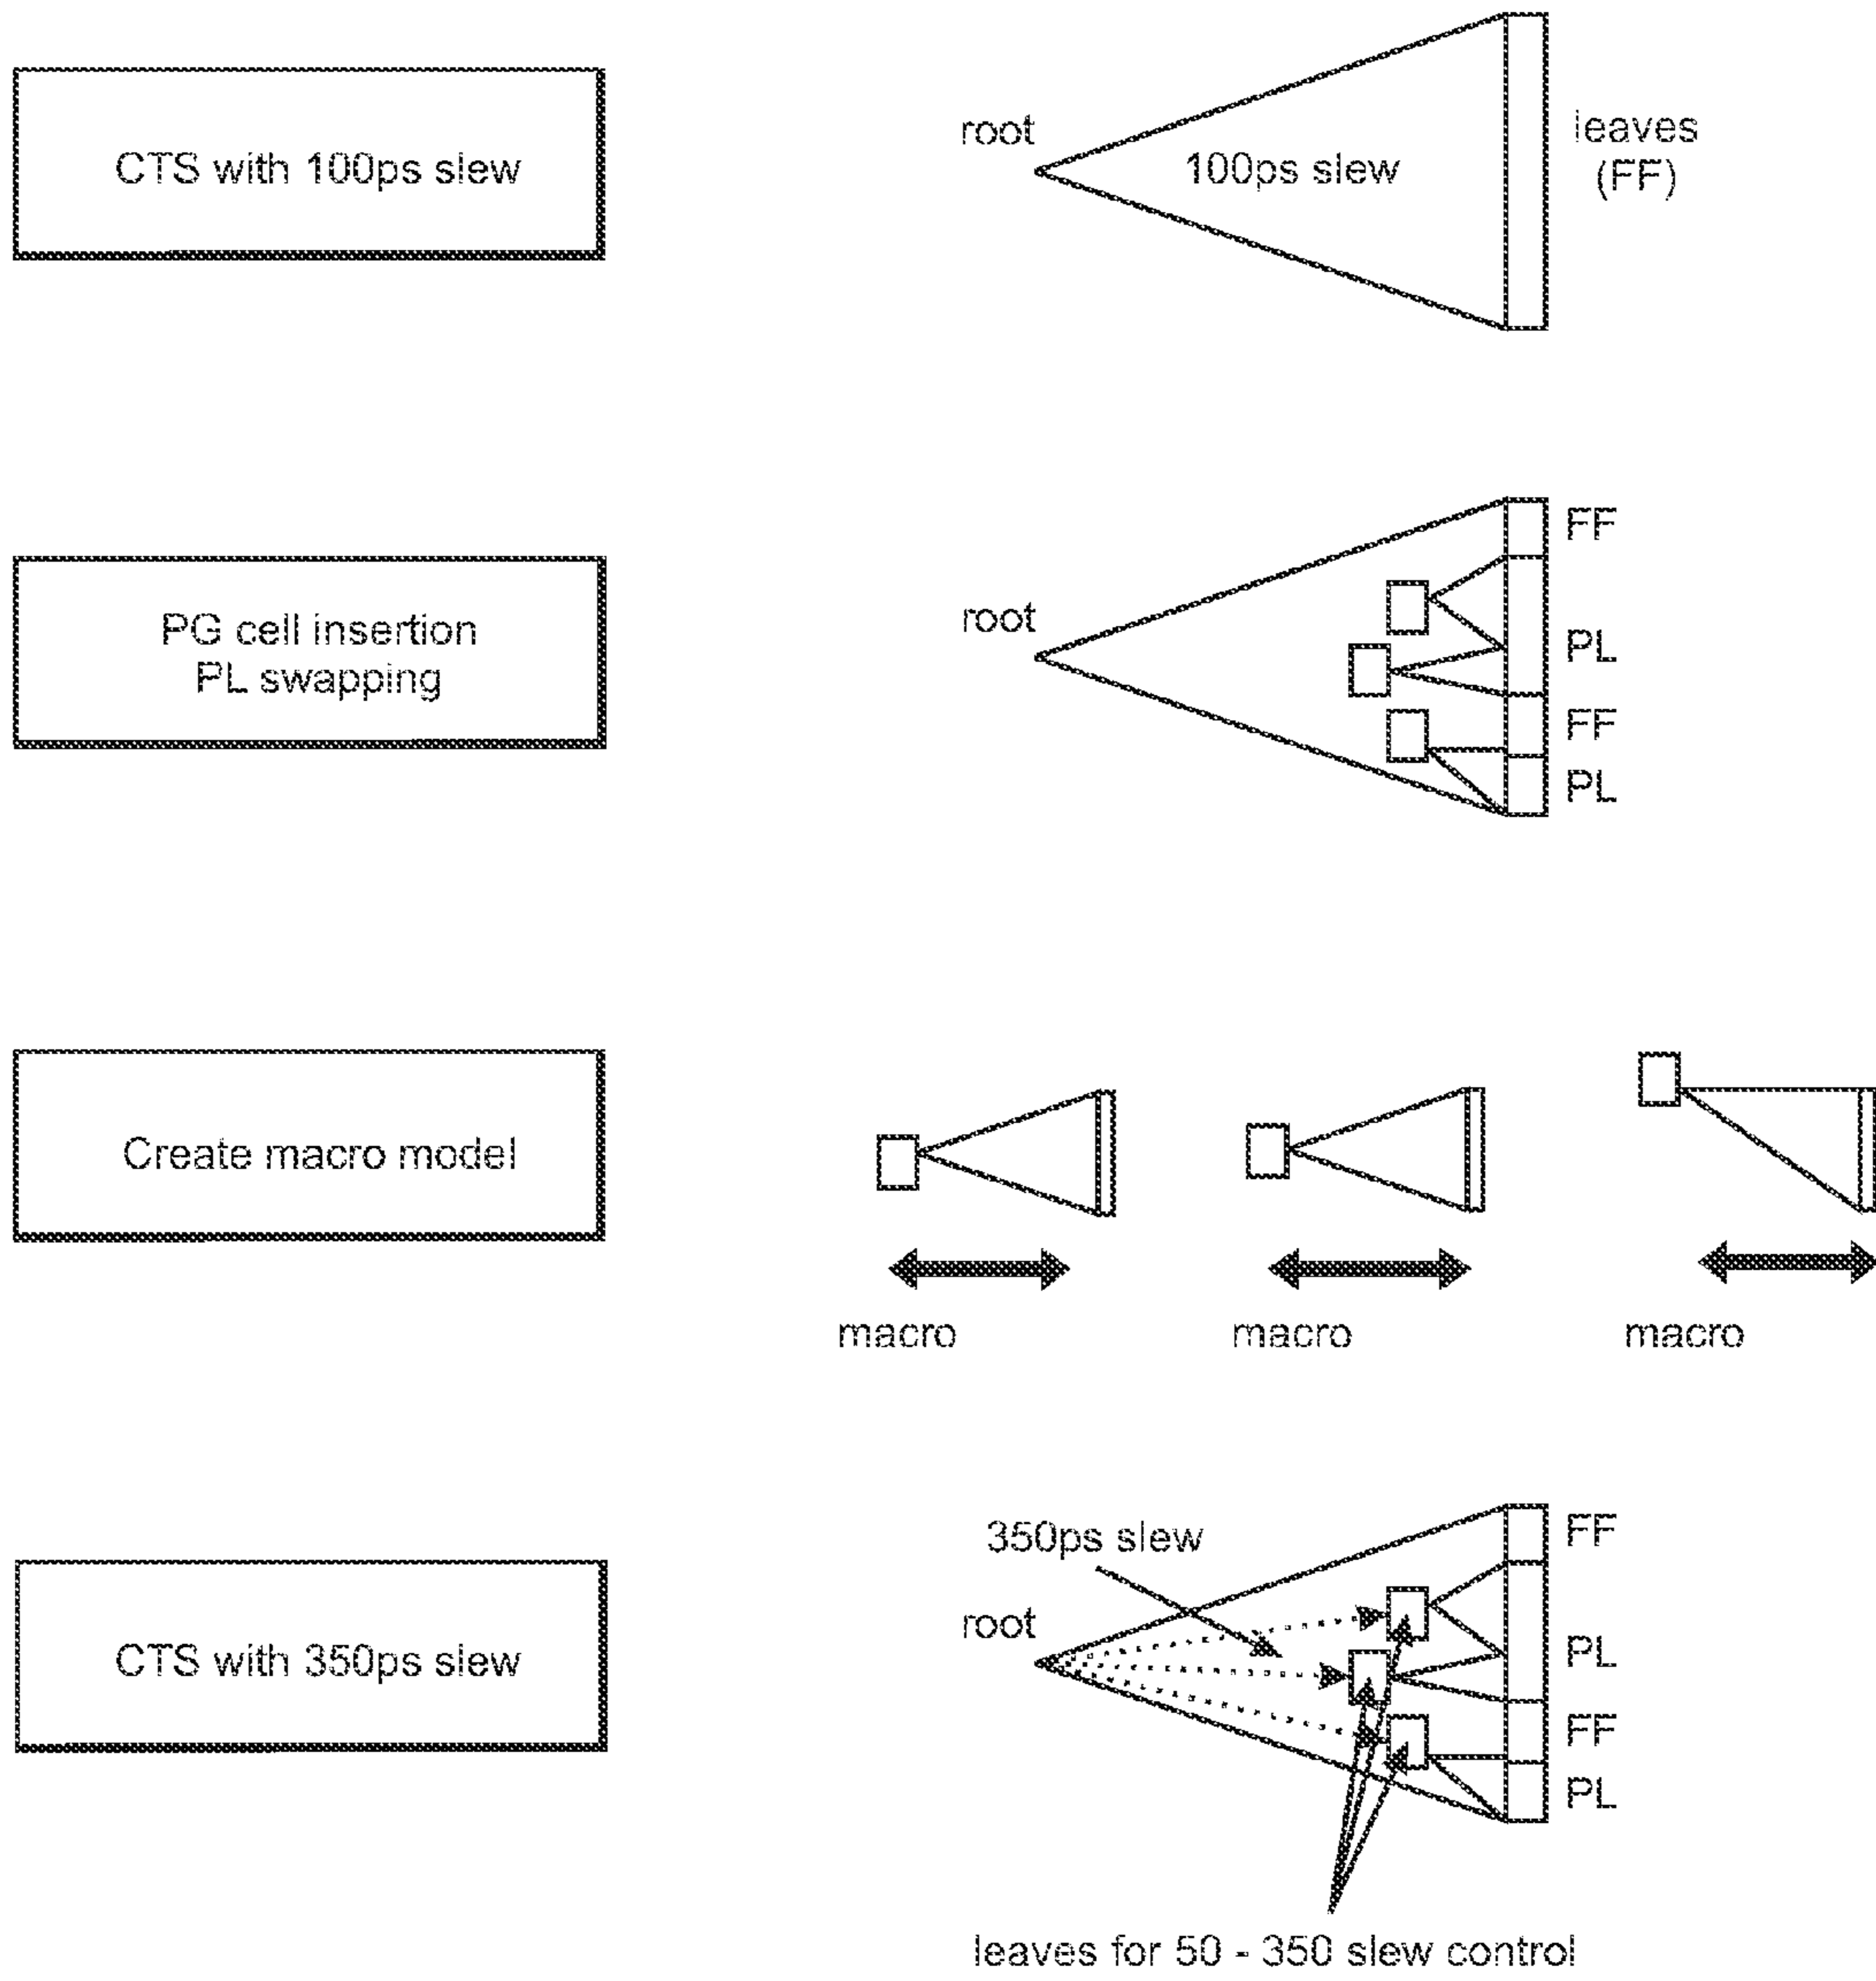 CTS with 100ps slew
root
100ps slew
leaves
(FF)
PG cell insertion
PL swapping
root
FF
PL
FF
PL
Create macro model
macro
macro
macro
CTS with 350ps slew
350ps slew
root
FF
PL
FF
PL
leaves for 50 - 350 slew control